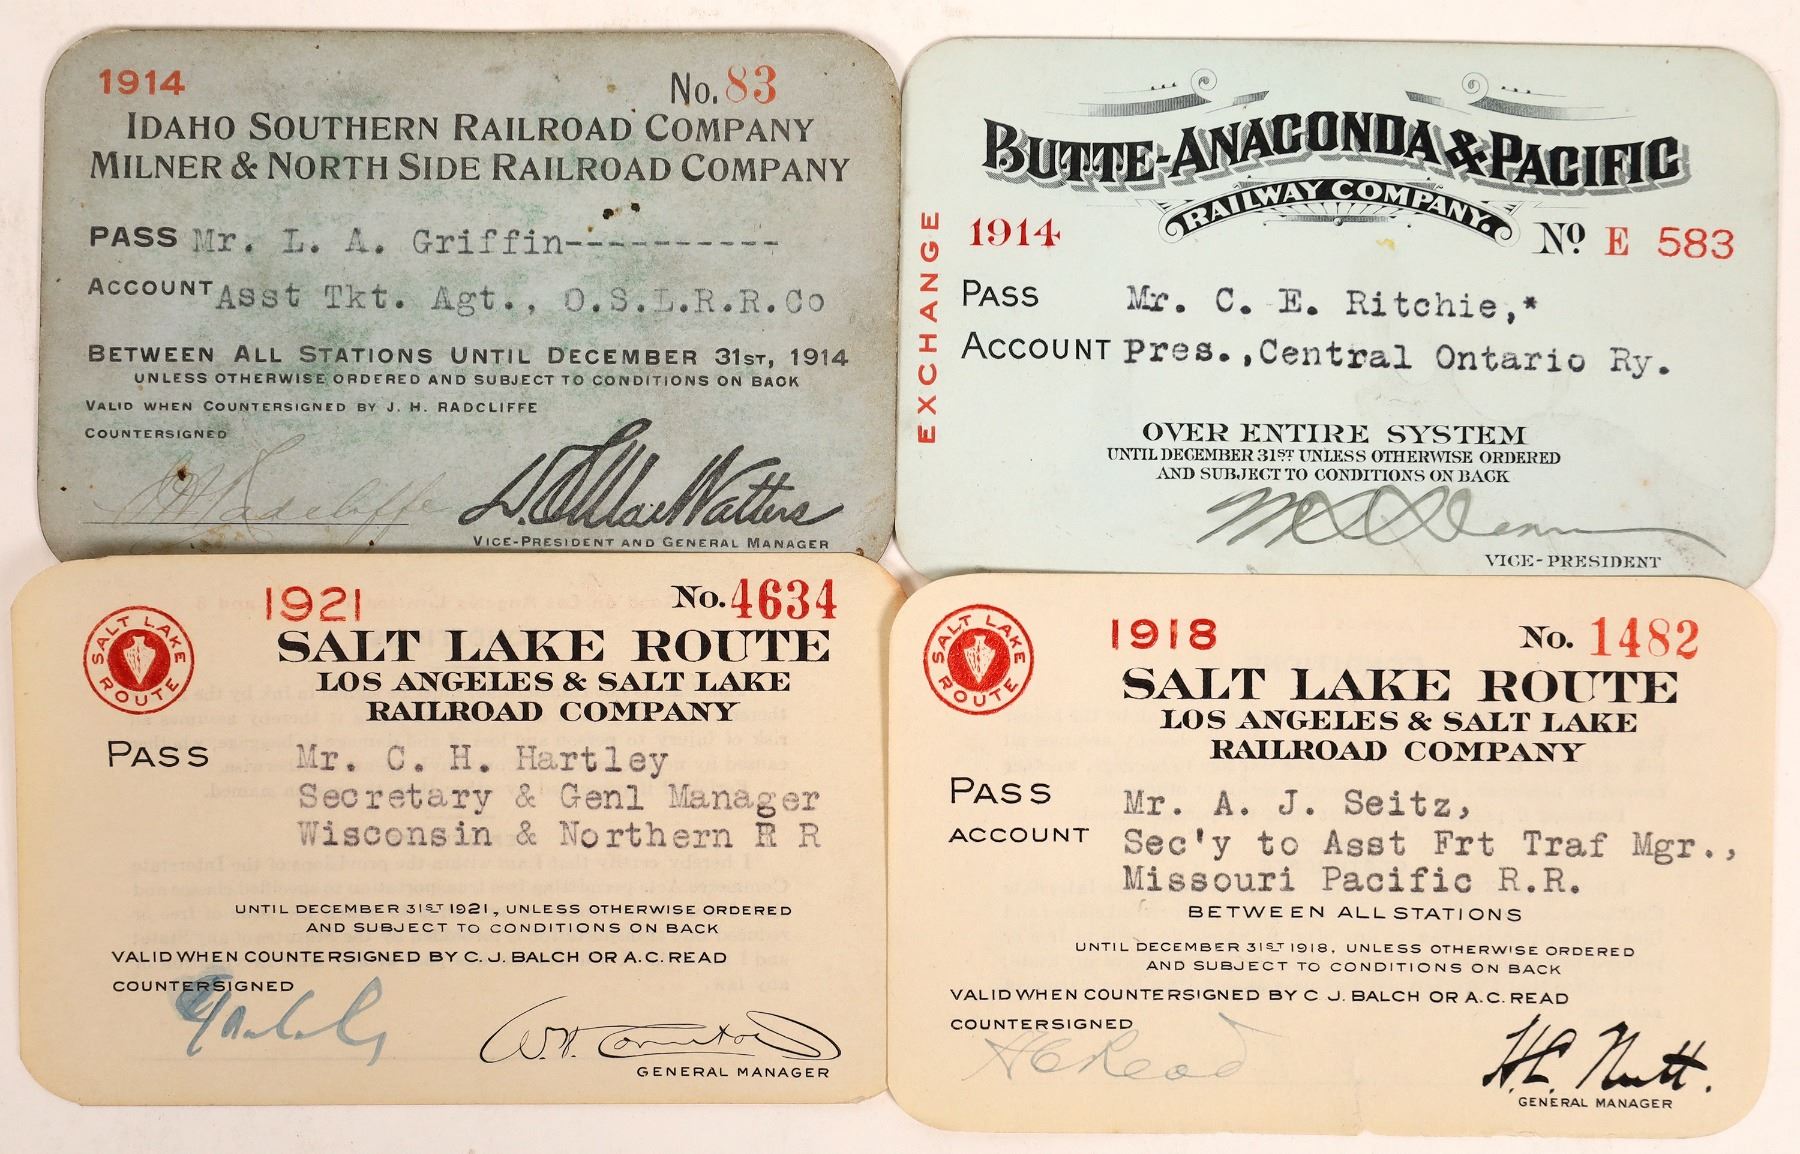 1914
No. 83
IDAHO SOUTHERN RAILROAD COMPANY
MILNER & NORTH SIDE RAILROAD COMPANY
PASS Mr. L. A. Griffin----------
ACCOUNT Asst Tkt. Agt., O.S.L.R.R.Co
BETWEEN ALL STATIONS UNTIL DECEMBER 31ST, 1914
UNLESS OTHERWISE ORDERED AND SUBJECT TO CONDITIONS ON BACK
VALID WHEN COUNTERSIGNED BY J. H. RADCLIFFE
COUNTERSIGNED
J H Radcliffe
VICE-PRESIDENT AND GENERAL MANAGER
BUTTE-ANACONDA & PACIFIC
RAILWAY COMPANY.
EXCHANGE
1914
No E 583
PASS Mr. C. E. Ritchie,*
ACCOUNT Pres.,Central Ontario Ry.
OVER ENTIRE SYSTEM
UNTIL DECEMBER 31ST UNLESS OTHERWISE ORDERED
AND SUBJECT TO CONDITIONS ON BACK
VICE-PRESIDENT
SALT LAKE ROUTE
1921
No. 4634
SALT LAKE ROUTE
LOS ANGELES & SALT LAKE
RAILROAD COMPANY
PASS Mr. C. H. Hartley
Secretary & Genl Manager
Wisconsin & Northern R R
UNTIL DECEMBER 31ST 1921, UNLESS OTHERWISE ORDERED
AND SUBJECT TO CONDITIONS ON BACK
VALID WHEN COUNTERSIGNED BY C. J. BALCH OR A. C. READ
COUNTERSIGNED
GENERAL MANAGER
SALT LAKE ROUTE
1918
No. 1482
SALT LAKE ROUTE
LOS ANGELES & SALT LAKE
RAILROAD COMPANY
PASS Mr. A. J. Seitz,
ACCOUNT Sec'y to Asst Frt Traf Mgr.,
Missouri Pacific R.R.
BETWEEN ALL STATIONS
UNTIL DECEMBER 31ST 1918, UNLESS OTHERWISE ORDERED
AND SUBJECT TO CONDITIONS ON BACK
VALID WHEN COUNTERSIGNED BY C J. BALCH OR A. C. READ
COUNTERSIGNED
A C Read
H. C. Nutt.
GENERAL MANAGER